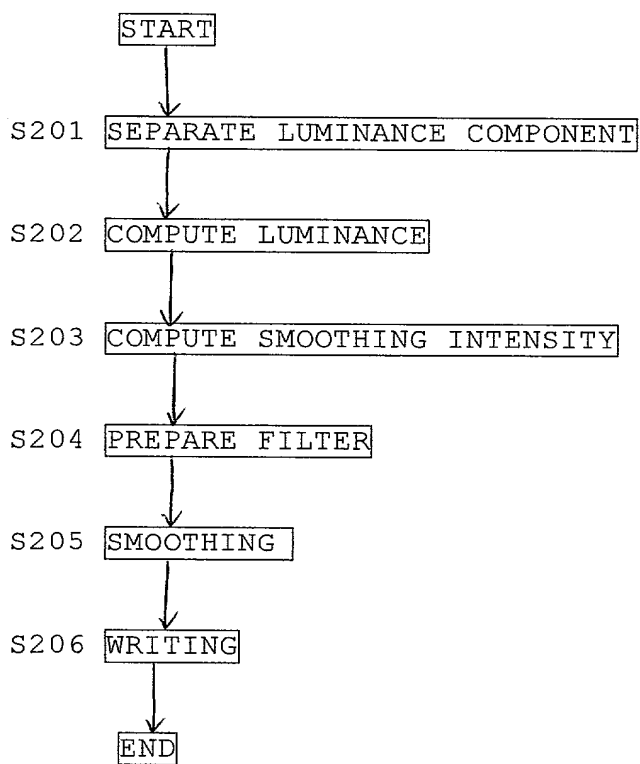 START
S201 SEPARATE LUMINANCE COMPONENT
S202 COMPUTE LUMINANCE
S203 COMPUTE SMOOTHING INTENSITY
S204 PREPARE FILTER
S205 SMOOTHING
S206 WRITING
END